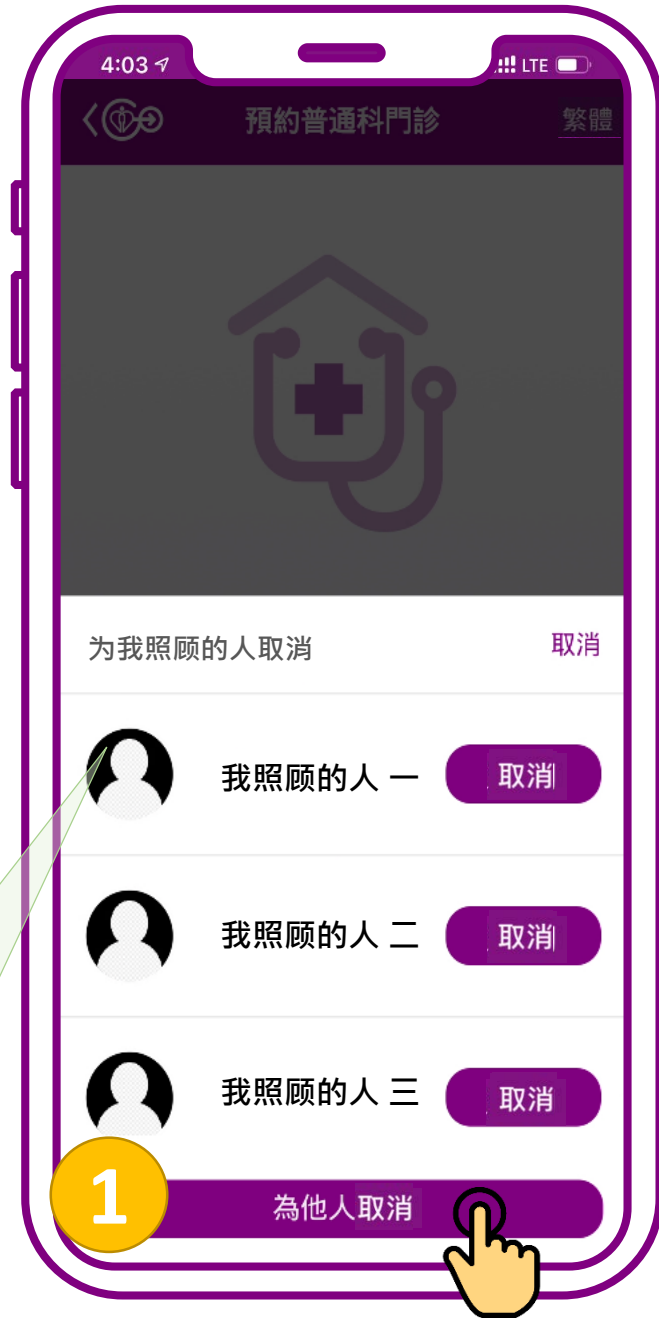 4:03
LTE
預約普通科門診
繁體
为我照顾的人取消
取消
我照顾的人 一
取消
我照顾的人 二
取消
我照顾的人 三
取消
1
為他人取消